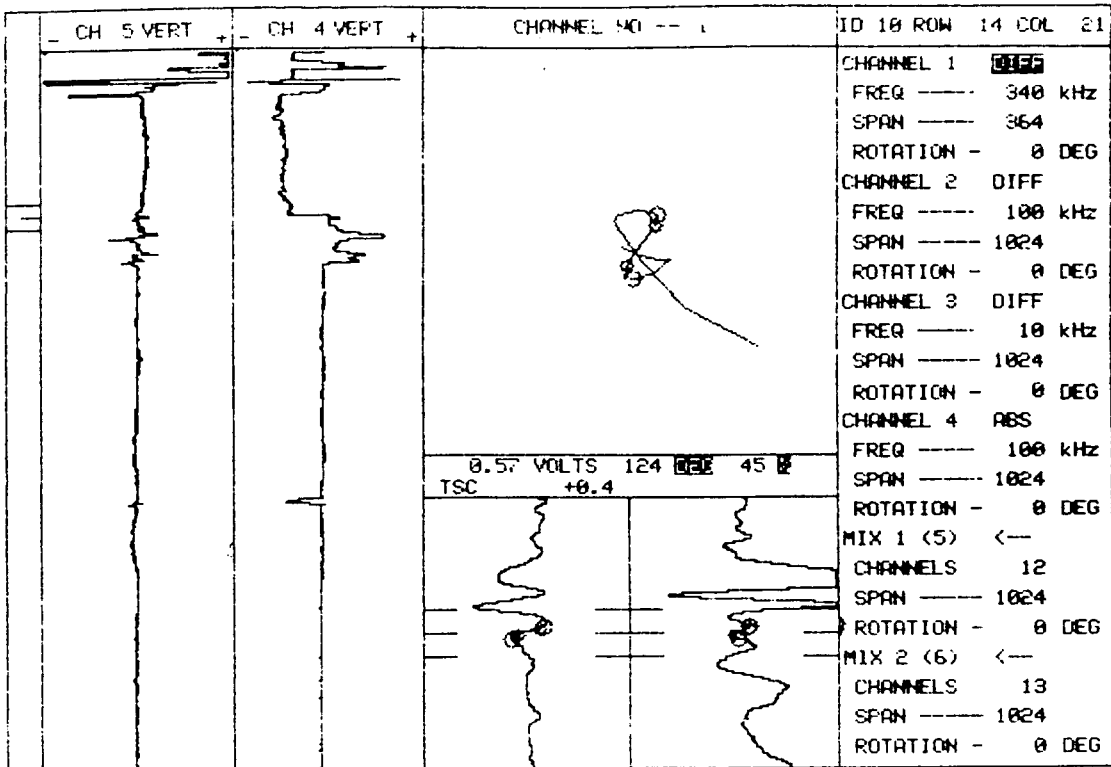 _ CH 5 VERT +
_ CH 4 VERT +
CHANNEL NO --
ID 10 ROW 14 COL 21
CHANNEL 1 DIFF
FREQ ----- 340 kHz
SPAN ----- 364
ROTATION - 0 DEG
CHANNEL 2 DIFF
FREQ ----- 100 kHz
SPAN ----- 1024
ROTATION - 0 DEG
CHANNEL 3 DIFF
FREQ ----- 10 kHz
SPAN ----- 1024
ROTATION - 0 DEG
CHANNEL 4 ABS
FREQ ----- 100 kHz
SPAN ----- 1024
ROTATION - 0 DEG
MIX 1 (5) <--
CHANNELS 12
SPAN ----- 1024
ROTATION - 0 DEG
MIX 2 (6) <--
CHANNELS 13
SPAN ----- 1024
ROTATION - 0 DEG
0.57 VOLTS 124 DEG 45
TSC +0.4